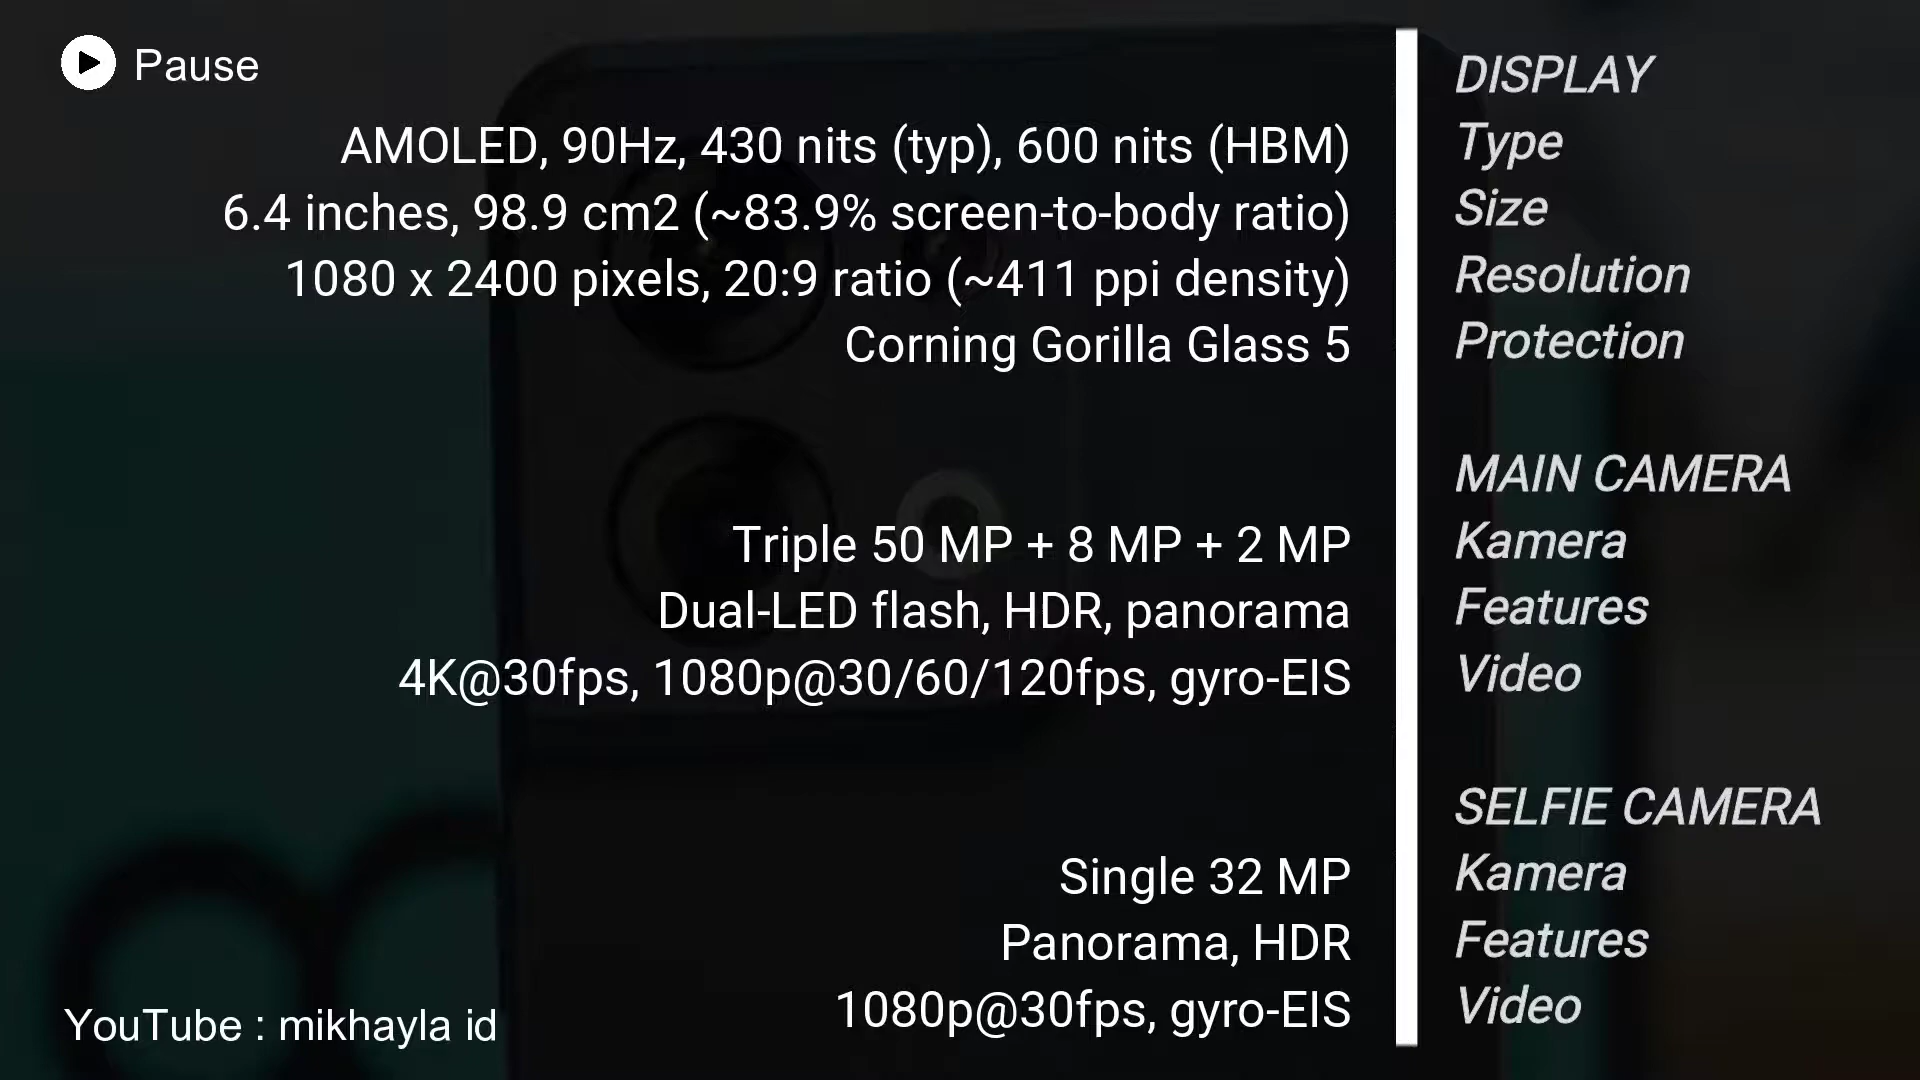 Pause
DISPLAY
AMOLED, 90Hz, 430 nits (typ), 600 nits (HBM) Type
6.4 inches, 98.9 cm2 (~83.9% screen-to-body ratio) Size
1080 x 2400 pixels, 20:9 ratio (~411 ppi density) Resolution
Corning Gorilla Glass 5 Protection
MAIN CAMERA
Triple 50 MP + 8 MP + 2 MP Kamera
Dual-LED flash, HDR, panorama Features
4K@30fps, 1080p@30/60/120fps, gyro-EIS Video
SELFIE CAMERA
Single 32 MP Kamera
Panorama, HDR Features
1080p@30fps, gyro-EIS Video
YouTube : mikhayla id